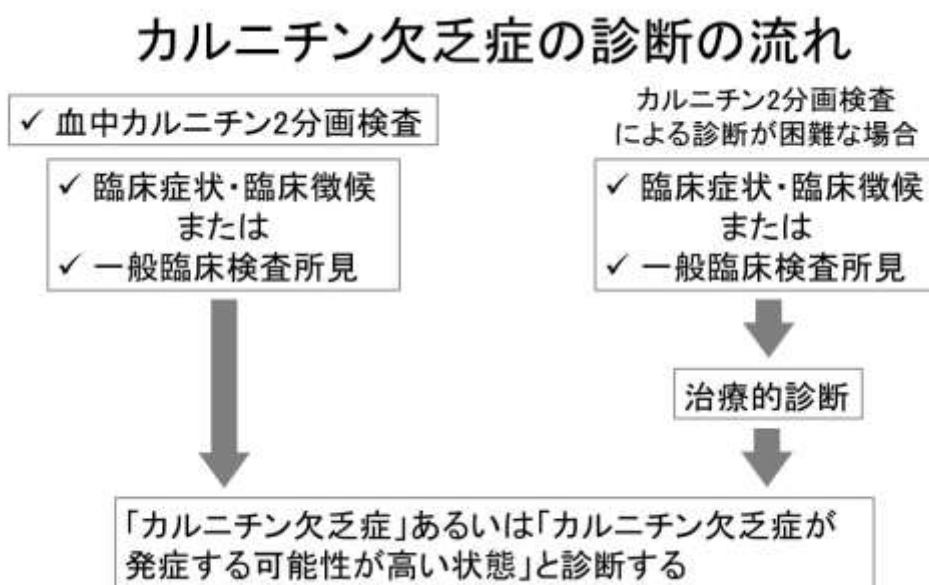 カルニチン欠乏症の診断の流れ
✓ 血中カルニチン2分画検査
✓ 臨床症状・臨床徴候
または
✓ 一般臨床検査所見
カルニチン2分画検査
による診断が困難な場合
✓ 臨床症状・臨床徴候
または
✓ 一般臨床検査所見
治療的診断
「カルニチン欠乏症」あるいは「カルニチン欠乏症が
発症する可能性が高い状態」と診断する